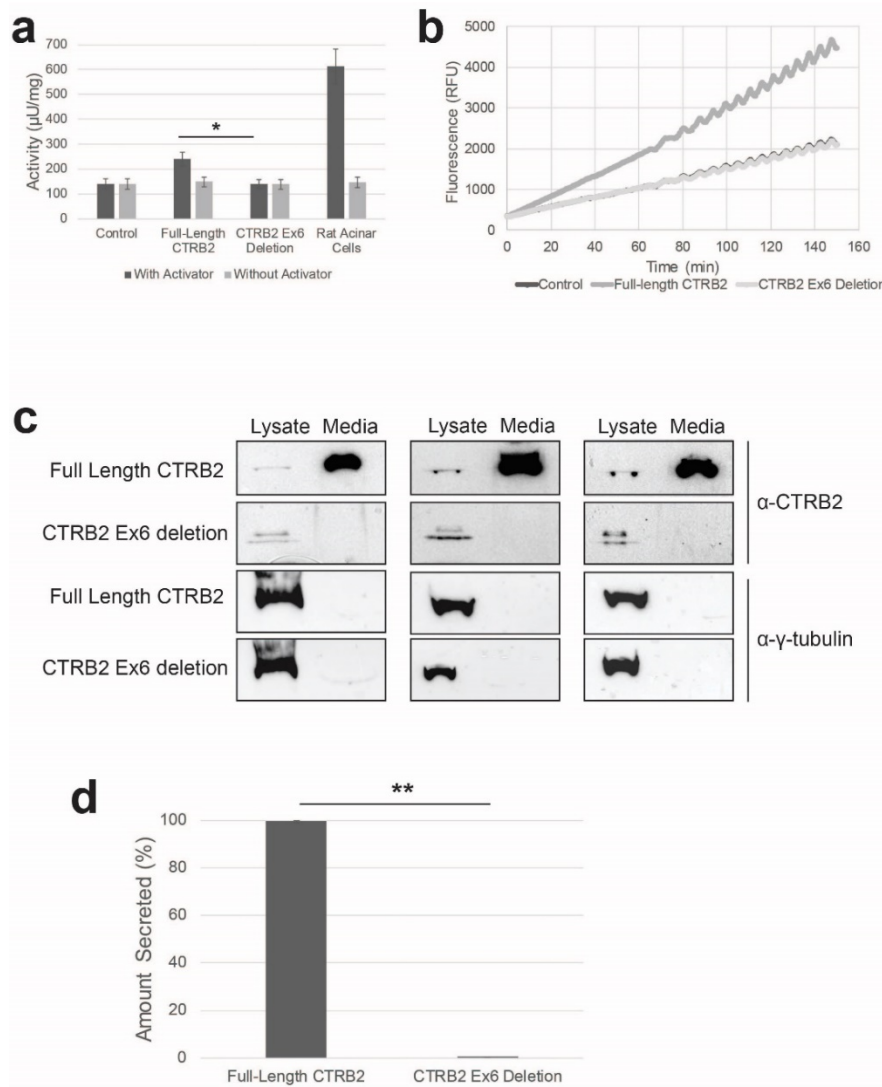 a
700
600
500
400
300
200
100
0
Activity (µU/mg)
*
Control
Full-Length CTRB2
CTRB2 Ex6 Deletion
Rat Acinar Cells
With Activator Without Activator
b
5000
4000
3000
2000
1000
0
Fluorescence (RFU)
0 20 40 60 80 100 120 140 160
Time (min)
Control Full-length CTRB2 CTRB2 Ex6 Deletion
c
Lysate Media Lysate Media Lysate Media
Full Length CTRB2
CTRB2 Ex6 deletion
α-CTRB2
Full Length CTRB2
CTRB2 Ex6 deletion
α-γ-tubulin
d
**
100
80
60
40
20
0
Amount Secreted (%)
Full-Length CTRB2 CTRB2 Ex6 Deletion